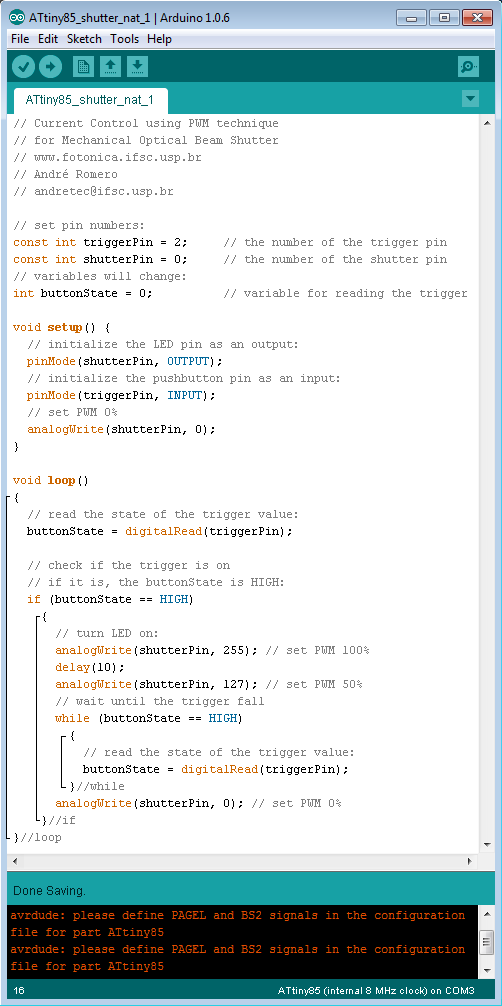 ATtiny85_shutter_nat_1 | Arduino 1.0.6
File Edit Sketch Tools Help
ATtiny85_shutter_nat_1
// Current Control using PWM technique
// for Mechanical Optical Beam Shutter
// www.fotonica.ifsc.usp.br
// André Romero
// andretec@ifsc.usp.br
// set pin numbers:
const int triggerPin = 2;     // the number of the trigger pin
const int shutterPin = 0;     // the number of the shutter pin
// variables will change:
int buttonState = 0;          // variable for reading the trigger
void setup() {
  // initialize the LED pin as an output:
  pinMode(shutterPin, OUTPUT);
  // initialize the pushbutton pin as an input:
  pinMode(triggerPin, INPUT);
  // set PWM 0%
  analogWrite(shutterPin, 0);
}
void loop()
{
  // read the state of the trigger value:
  buttonState = digitalRead(triggerPin);
  // check if the trigger is on
  // if it is, the buttonState is HIGH:
  if (buttonState == HIGH)
    {
      // turn LED on:
      analogWrite(shutterPin, 255); // set PWM 100%
      delay(10);
      analogWrite(shutterPin, 127); // set PWM 50%
      // wait until the trigger fall
      while (buttonState == HIGH)
        {
          // read the state of the trigger value:
          buttonState = digitalRead(triggerPin);
        }//while
      analogWrite(shutterPin, 0); // set PWM 0%
    }//if
}//loop
Done Saving.
avrdude: please define PAGEL and BS2 signals in the configuration
file for part ATtiny85
avrdude: please define PAGEL and BS2 signals in the configuration
file for part ATtiny85
16 ATtiny85 (internal 8 MHz clock) on COM3